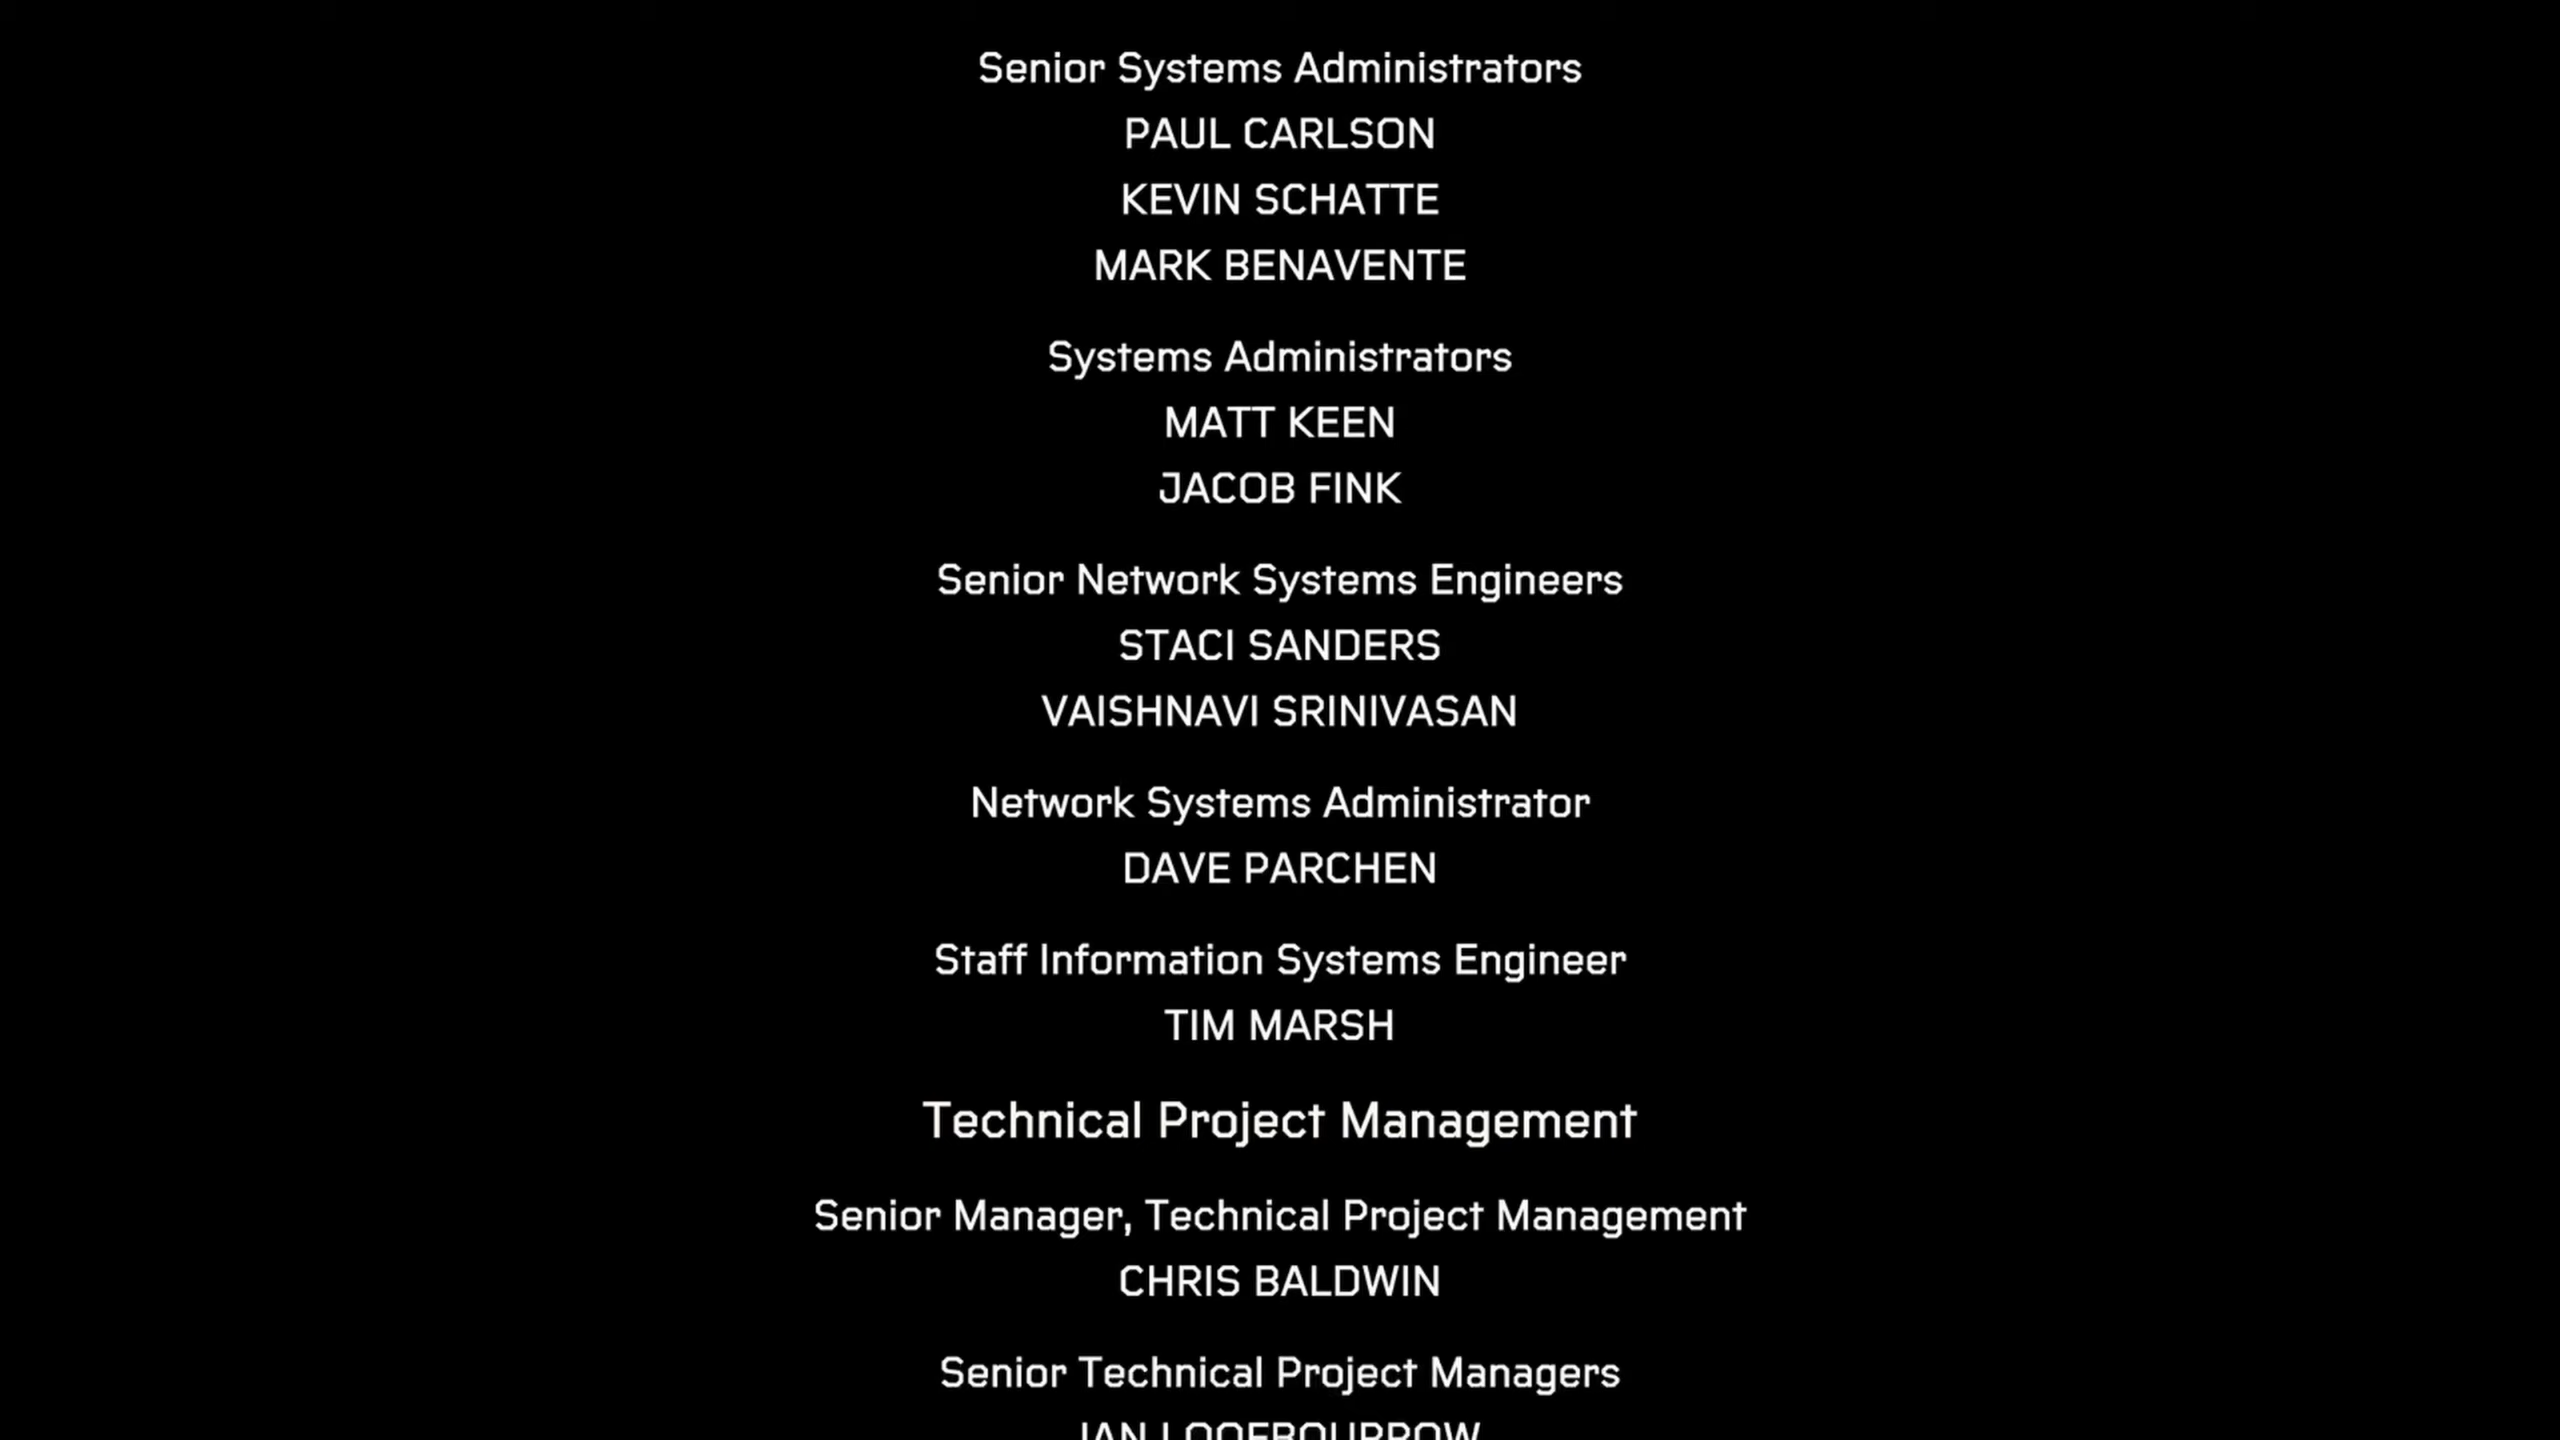 Senior Systems Administrators
PAUL CARLSON
KEVIN SCHATTE
MARK BENAVENTE
Systems Administrators
MATT KEEN
JACOB FINK
Senior Network Systems Engineers
STACI SANDERS
VAISHNAVI SRINIVASAN
Network Systems Administrator
DAVE PARCHEN
Staff Information Systems Engineer
TIM MARSH
Technical Project Management
Senior Manager, Technical Project Management
CHRIS BALDWIN
Senior Technical Project Managers